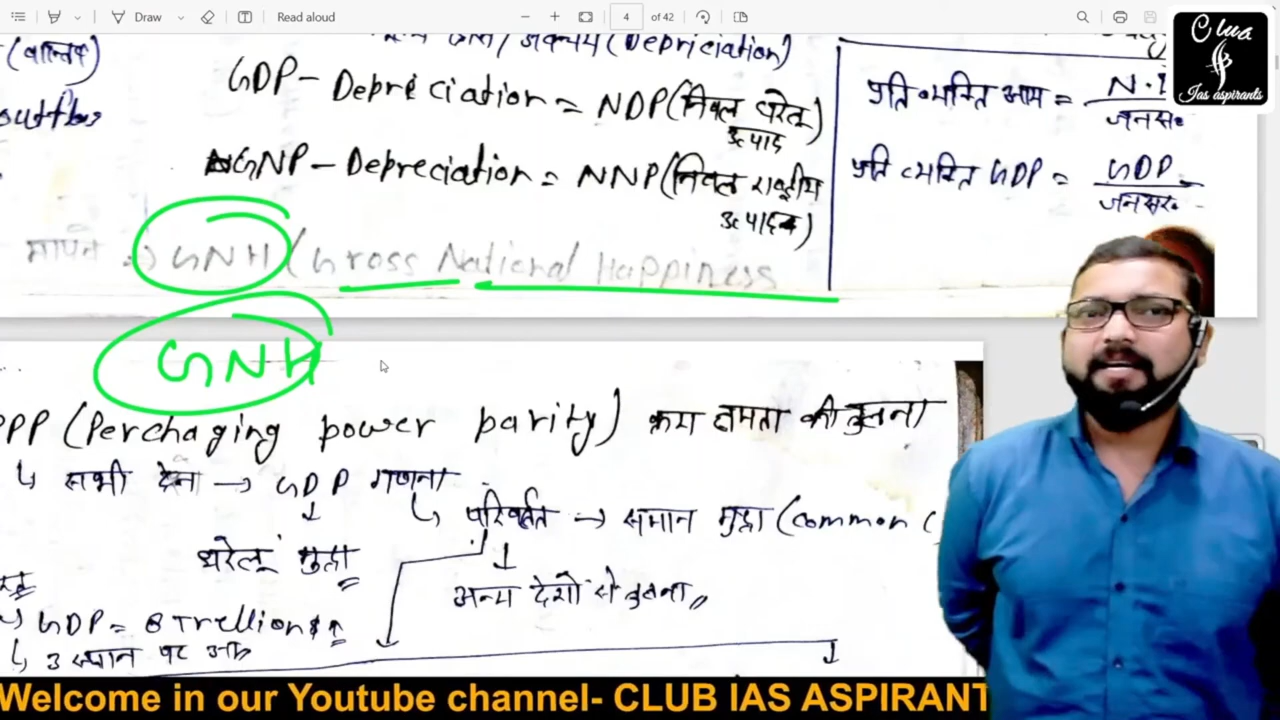 Draw
Read aloud
4 of 42
Club
Ias aspirants
(Depriciation)
GDP - Depreciation = NDP (निवल घरेलू
उत्पाद)
GNP - Depreciation = NNP (निवल राष्ट्रीय
उत्पाद)
प्रति व्यक्ति आय = N.I
जनसं.
प्रति व्यक्ति GDP = GDP
जनसं.
मापन → GNH (Gross National Happiness
GNH
PPP (Perchaging power parity) क्रय क्षमता की तुलना
↳ सभी देश → GDP गणना
↳ परिवर्तन → समान मुद्रा (common (
घरेलू मुद्रा
अन्य देशों से तुलना
GDP = 8 Trellion $
↳ 3 स्थान पर
Welcome in our Youtube channel- CLUB IAS ASPIRANT